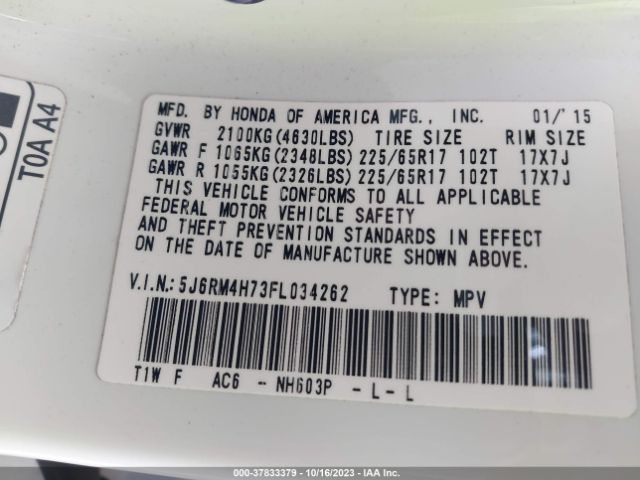 TOA A4
MFD. BY HONDA OF AMERICA MFG., INC. 01/'15
GVWR 2100KG(4630LBS) TIRE SIZE RIM SIZE
GAWR F 1065KG(2348LBS) 225/65R17 102T 17X7J
GAWR R 1055KG(2326LBS) 225/65R17 102T 17X7J
THIS VEHICLE CONFORMS TO ALL APPLICABLE
FEDERAL MOTOR VEHICLE SAFETY
AND THEFT PREVENTION STANDARDS IN EFFECT
ON THE DATE OF MANUFACTURE SHOWN ABOVE.
V.I.N.: 5J6RM4H73FL034262 TYPE: MPV
T1W F AC6 - NH603P - L - L
000-37833379 | 10/16/2023 | IAA Inc.